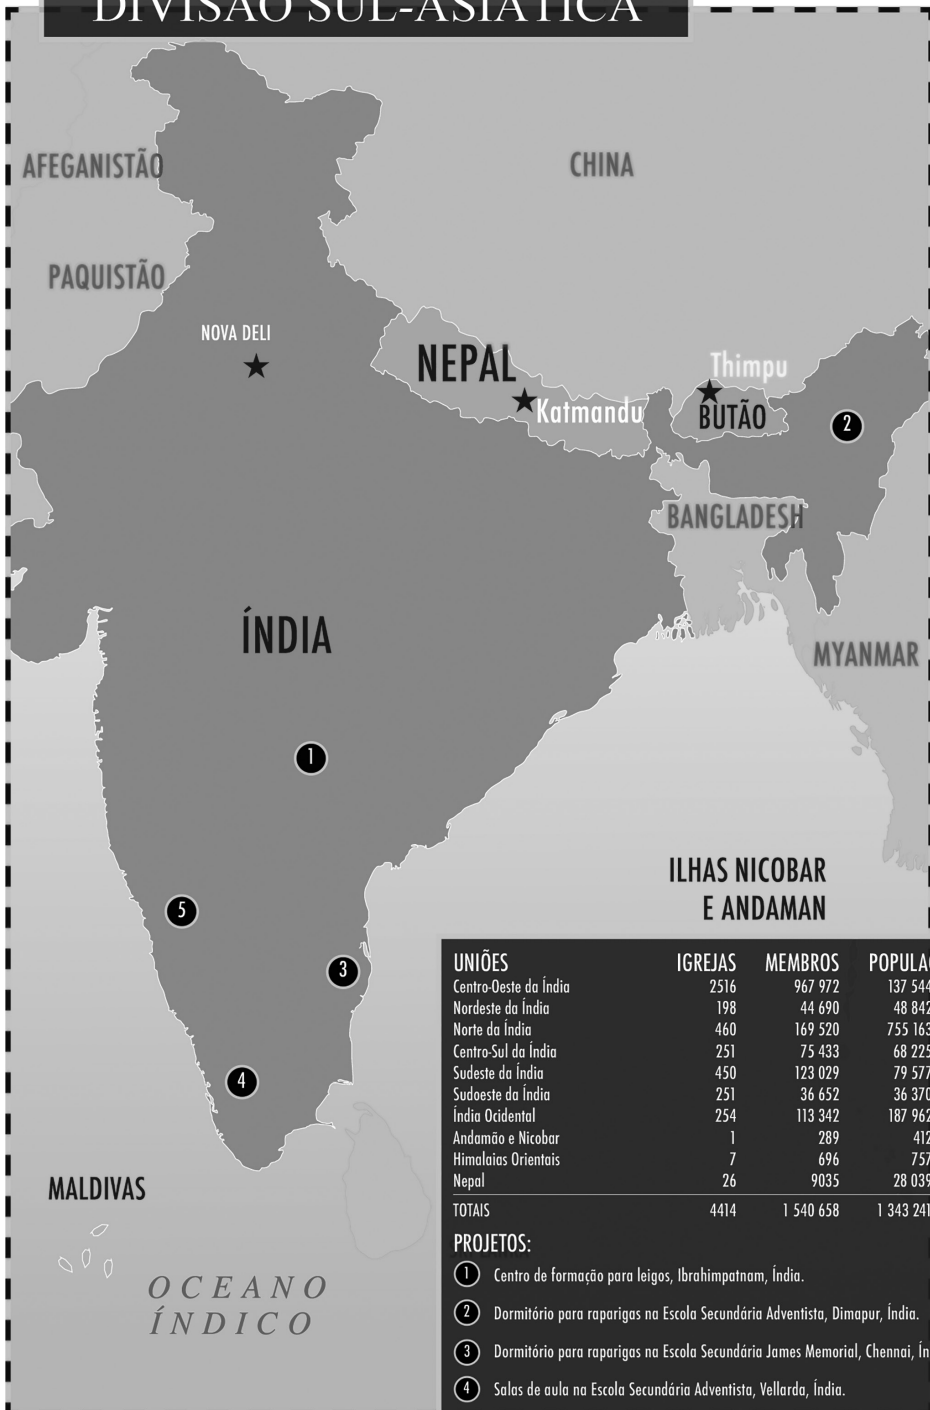 DIVISÃO SUL-ASIÁTICA
AFEGANISTÃO
CHINA
PAQUISTÃO
NOVA DELI
NEPAL
Thimpu
Katmandu
BUTÃO
2
BANGLADESH
ÍNDIA
MYANMAR
1
ILHAS NICOBAR
E ANDAMAN
5
3
4
UNIÕES IGREJAS MEMBROS POPULAÇ
Centro-Oeste da Índia 2516 967 972 137 544
Nordeste da Índia 198 44 690 48 842
Norte da Índia 460 169 520 755 163
Centro-Sul da Índia 251 75 433 68 225
Sudeste da Índia 450 123 029 79 577
Sudoeste da Índia 251 36 652 36 370
Índia Ocidental 254 113 342 187 962
Andamão e Nicobar 1 289 412
Himalaias Orientais 7 696 757
Nepal 26 9035 28 039
TOTAIS 4414 1 540 658 1 343 241
MALDIVAS
OCEANO
ÍNDICO
PROJETOS:
1 Centro de formação para leigos, Ibrahimpatnam, Índia.
2 Dormitório para raparigas na Escola Secundária Adventista, Dimapur, Índia.
3 Dormitório para raparigas na Escola Secundária James Memorial, Chennai, Ín
4 Salas de aula na Escola Secundária Adventista, Vellarda, Índia.